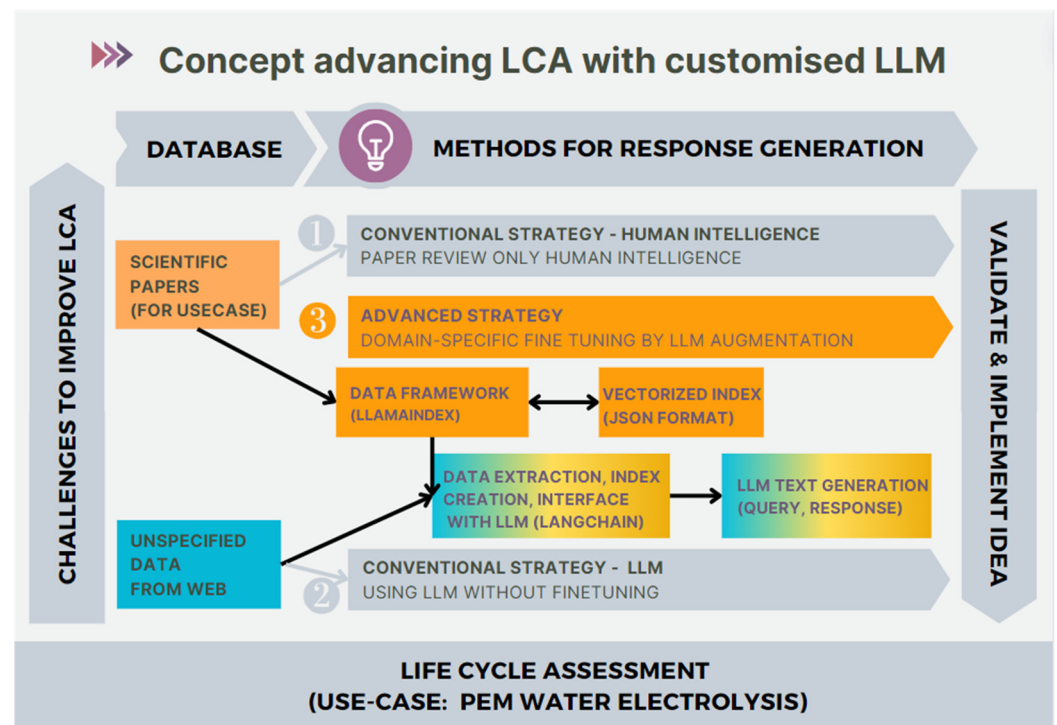 Concept advancing LCA with customised LLM
DATABASE
METHODS FOR RESPONSE GENERATION
CHALLENGES TO IMPROVE LCA
1
CONVENTIONAL STRATEGY - HUMAN INTELLIGENCE
PAPER REVIEW ONLY HUMAN INTELLIGENCE
SCIENTIFIC
PAPERS
(FOR USECASE)
3
ADVANCED STRATEGY
DOMAIN-SPECIFIC FINE TUNING BY LLM AUGMENTATION
DATA FRAMEWORK
(LLAMAINDEX)
VECTORIZED INDEX
(JSON FORMAT)
DATA EXTRACTION, INDEX
CREATION, INTERFACE
WITH LLM (LANGCHAIN)
LLM TEXT GENERATION
(QUERY, RESPONSE)
UNSPECIFIED
DATA
FROM WEB
2
CONVENTIONAL STRATEGY - LLM
USING LLM WITHOUT FINETUNING
VALIDATE & IMPLEMENT IDEA
LIFE CYCLE ASSESSMENT
(USE-CASE: PEM WATER ELECTROLYSIS)